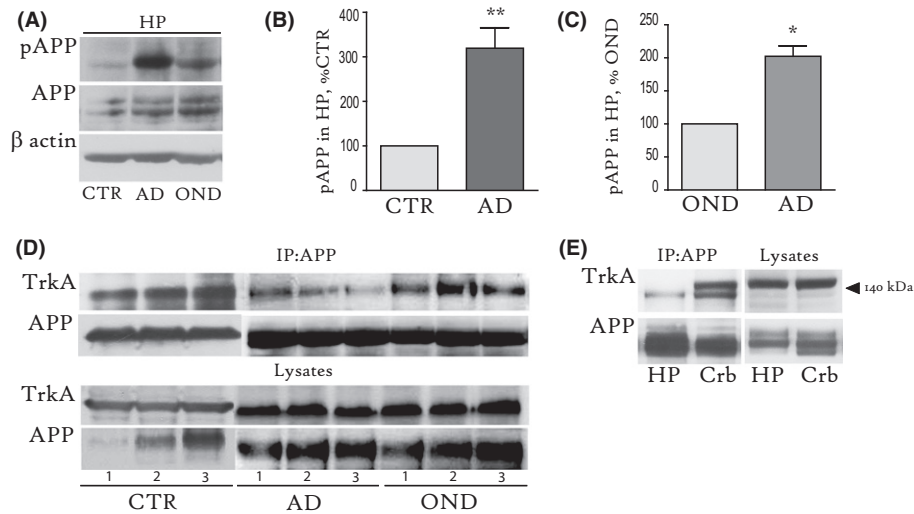 (A)
HP
pAPP
APP
β actin
CTR AD OND
(B)
pAPP in HP, %CTR
400
300
200
100
0
**
CTR AD
(C)
pAPP in HP, % OND
250
200
150
100
50
0
*
OND AD
(D)
IP:APP
TrkA
APP
Lysates
TrkA
APP
1 2 3 1 2 3 1 2 3
CTR AD OND
(E)
IP:APP Lysates
TrkA
140 kDa
APP
HP Crb HP Crb